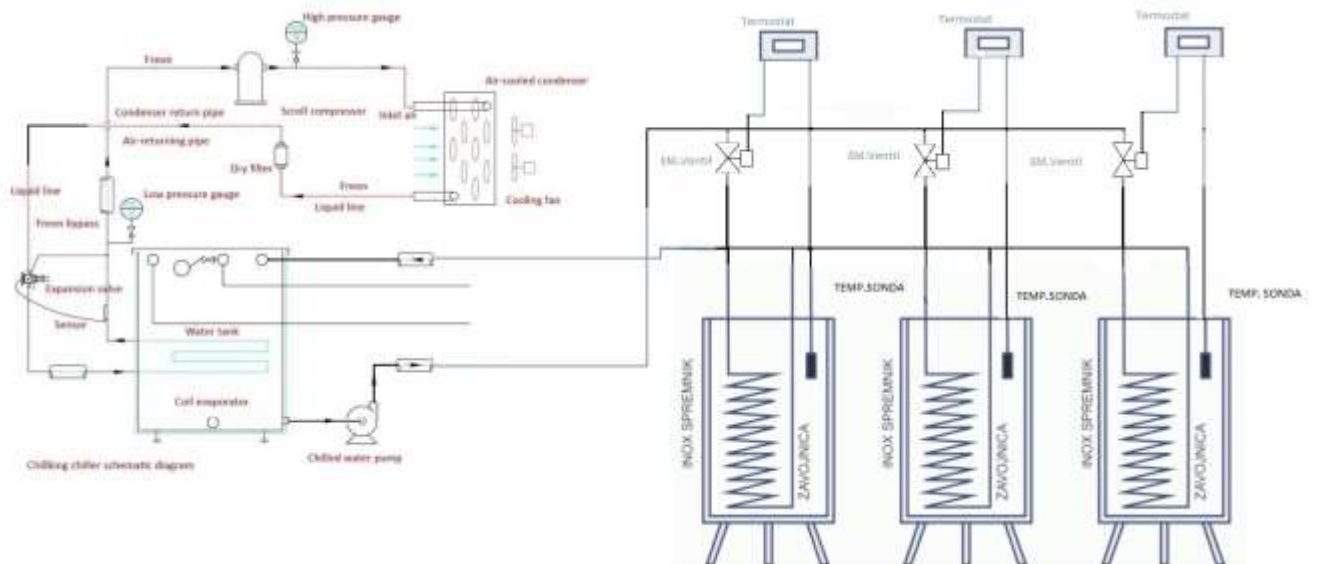 High pressure gauge
Termostat
Termostat
Termostat
Freon
Air-cooled condenser
Condenser return pipe
Scroll compressor
Inlet air
Air-returning pipe
EM.Ventil
EM.Ventil
EM.Ventil
Dry filter
Liquid line
Low pressure gauge
Freon
Cooling fan
Liquid line
Freon bypass
Expansion valve
TEMP.SONDA
TEMP.SONDA
TEMP. SONDA
Sensor
Water tank
Coil evaporator
INOX SPREMNIK
ZAVOJNICA
INOX SPREMNIK
ZAVOJNICA
INOX SPREMNIK
ZAVOJNICA
Chillking chiller schematic diagram
Chilled water pump